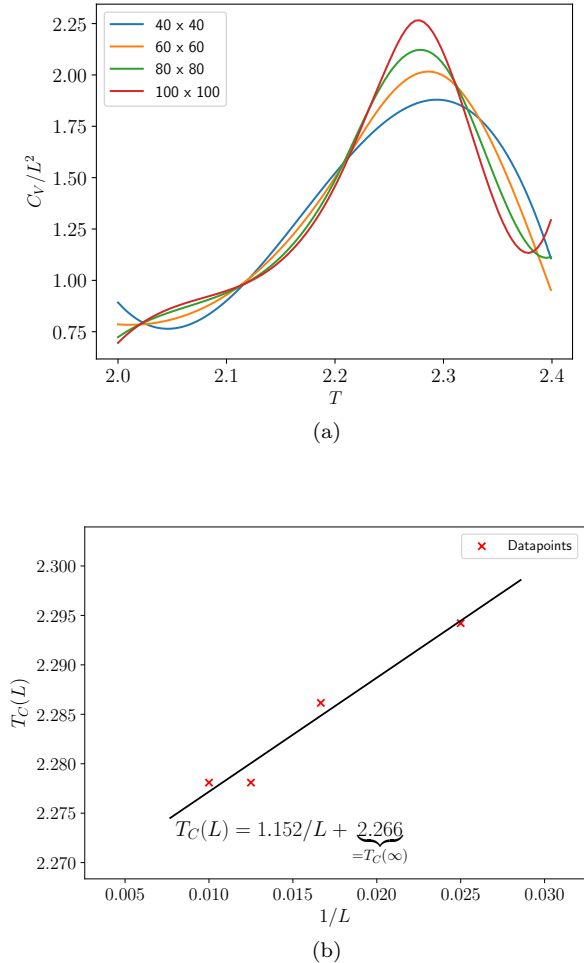 2.25
2.00
1.75
1.50
1.25
1.00
0.75
C_V/L^2
40 x 40
60 x 60
80 x 80
100 x 100
2.0 2.1 2.2 2.3 2.4
T
(a)
2.300
2.295
2.290
2.285
2.280
2.275
2.270
T_C(L)
Datapoints
T_C(L) = 1.152/L + 2.266
=T_C(∞)
0.005 0.010 0.015 0.020 0.025 0.030
1/L
(b)